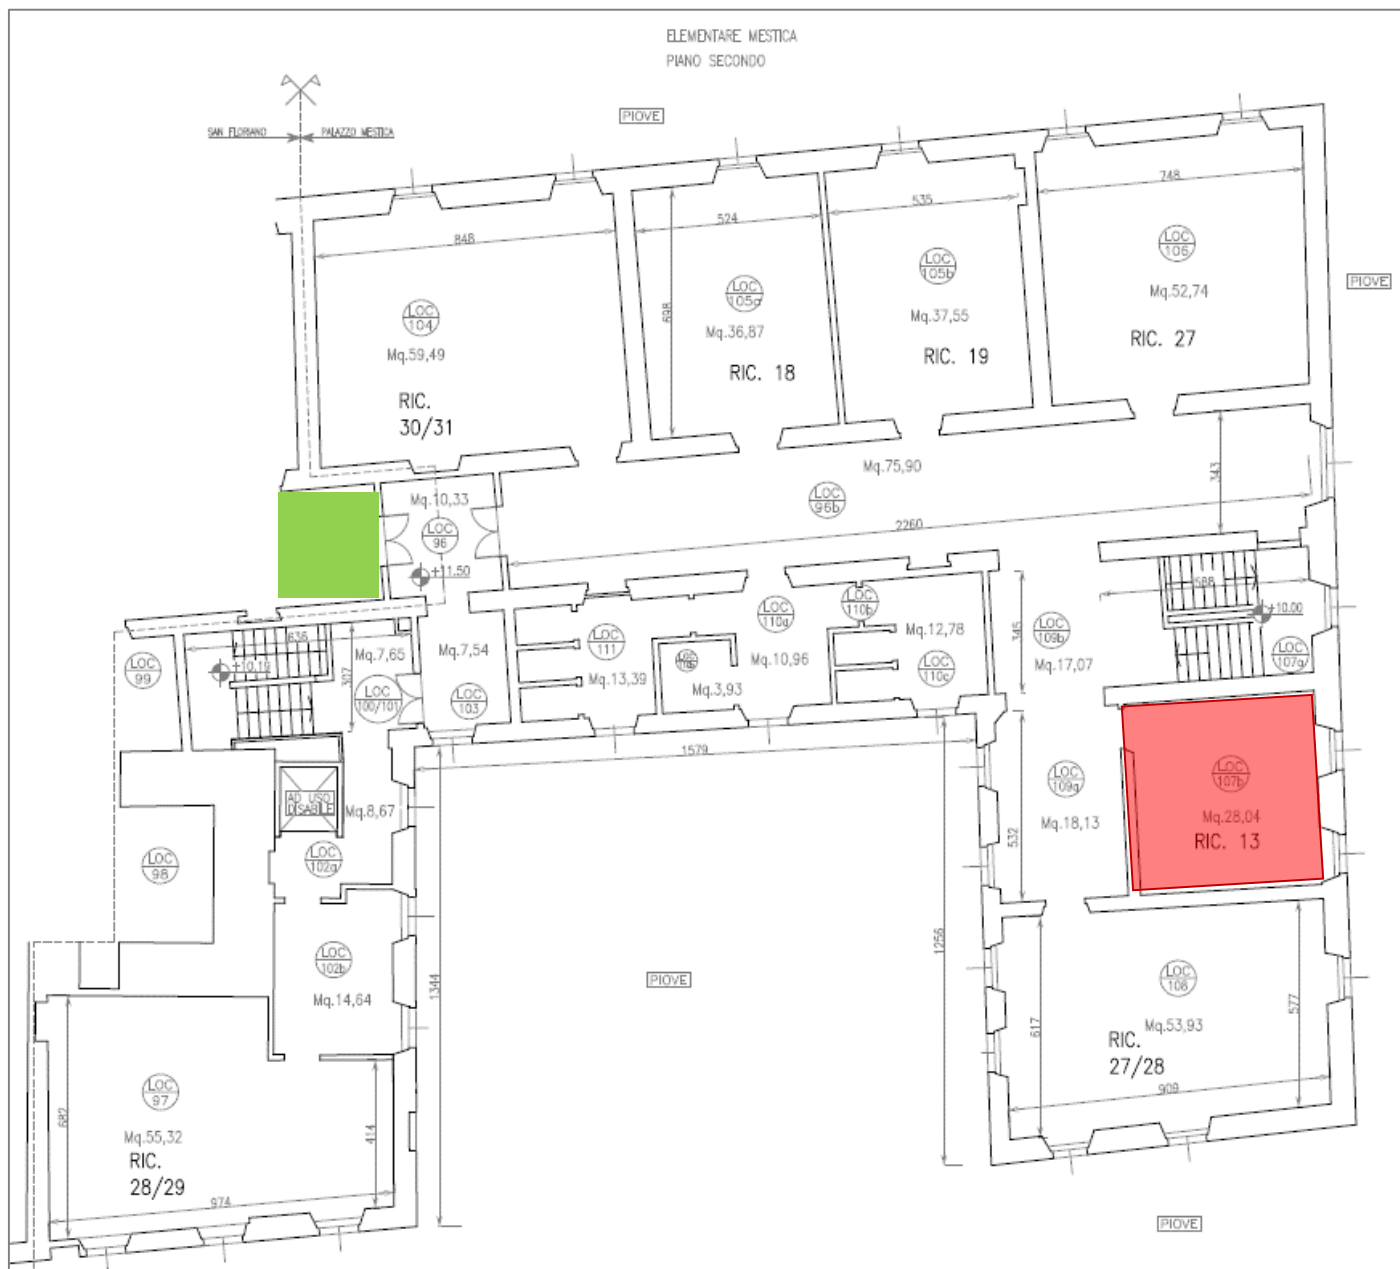 ELEMENTARE MESTICA
PIANO SECONDO
PIOVE
SAN FLORIANO
PALAZZO MESTICA
848
524
535
748
698
LOC
104
Mq.59,49
RIC.
30/31
LOC
105a
Mq.36,87
RIC. 18
LOC
105b
Mq.37,55
RIC. 19
LOC
106
Mq.52,74
RIC. 27
PIOVE
Mq.75,90
LOC
96b
2260
343
Mq.10,33
LOC
96
+11.50
588
+10.00
LOC
107a
636
+10.19
307
LOC
99
Mq.7,65
LOC
100/101
Mq.7,54
LOC
103
LOC
111
Mq.13,39
Mq.3,93
LOC
110a
Mq.10,96
LOC
110b
Mq.12,78
LOC
110c
345
LOC
109b
Mq.17,07
1579
AD USO
DISABILE
Mq.8,67
LOC
102a
LOC
98
LOC
109a
Mq.18,13
532
LOC
107b
Mq.28,04
RIC. 13
LOC
102b
Mq.14,64
1344
PIOVE
1256
LOC
108
Mq.53,93
RIC.
27/28
617
577
909
LOC
97
Mq.55,32
RIC.
28/29
682
414
974
PIOVE